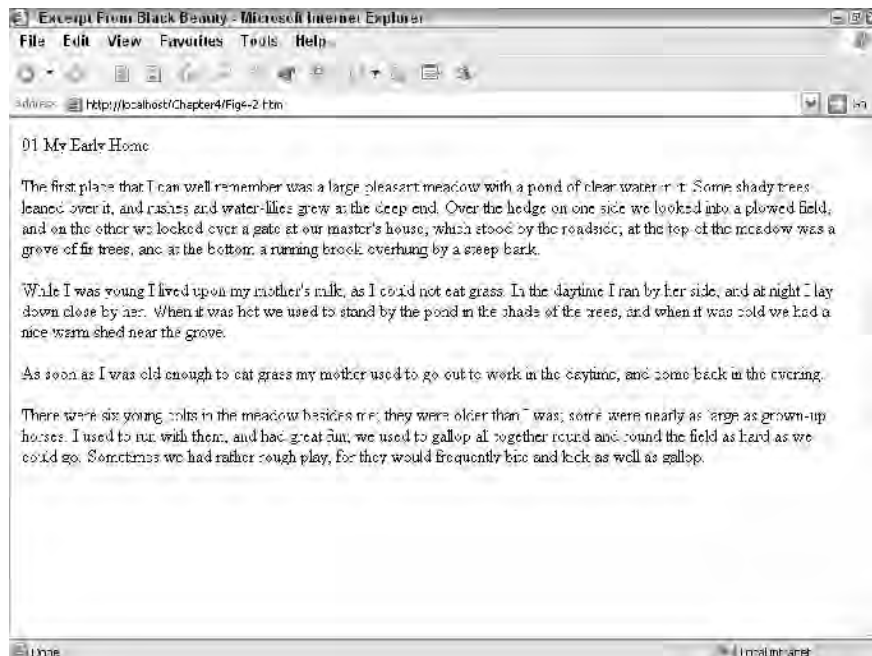 Excerpt From Black Beauty - Microsoft Internet Explorer
File Edit View Favorites Tools Help
Address http://localhost/Chapter4/Fig4-2.htm
01 My Early Home
The first place that I can well remember was a large pleasant meadow with a pond of clear water in it. Some shady trees
leaned over it, and rushes and water-lilies grew at the deep end. Over the hedge on one side we looked into a plowed field,
and on the other we looked over a gate at our master's house, which stood by the roadside; at the top of the meadow was a
grove of fir trees, and at the bottom a running brook overhung by a steep bank.
While I was young I lived upon my mother's milk, as I could not eat grass. In the daytime I ran by her side, and at night I lay
down close by her. When it was hot we used to stand by the pond in the shade of the trees, and when it was cold we had a
nice warm shed near the grove.
As soon as I was old enough to eat grass my mother used to go out to work in the daytime, and come back in the evening.
There were six young colts in the meadow besides me; they were older than I was; some were nearly as large as grown-up
horses. I used to run with them, and had great fun; we used to gallop all together round and round the field as hard as we
could go. Sometimes we had rather rough play, for they would frequently bite and kick as well as gallop.
Done
Local intranet